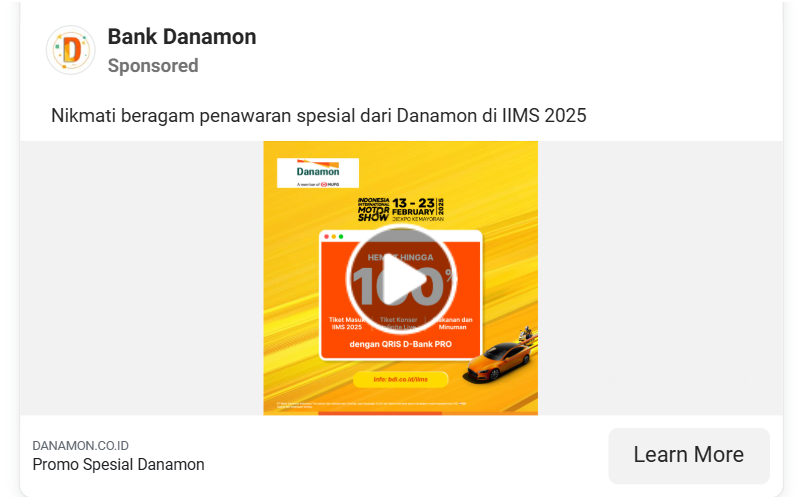 Bank Danamon
Sponsored
Nikmati beragam penawaran spesial dari Danamon di IIMS 2025
Danamon
A member of MUFG
INDONESIA
INTERNATIONAL
MOTOR
SHOW
13 - 23
FEBRUARY
2025
JIEXPO KEMAYORAN
HEMAT HINGGA
100%
Tiket Masuk
IIMS 2025
Tiket Konser
Infinite Live
Makanan dan
Minuman
dengan QRIS D-Bank PRO
Info: bdi.co.id/iims
DANAMON.CO.ID
Promo Spesial Danamon
Learn More